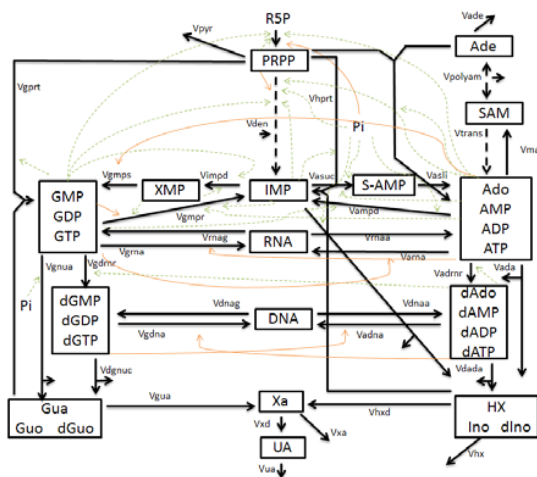 R5P
Vpyr
Vade
PRPP
Ade
Vgprt
Vhprt
Vpolyam
SAM
Vden
Pi
Vtrans
Vma
Vgmps
Vimpd
Vasuc
Vasli
GMP
GDP
GTP
XMP
IMP
S-AMP
Ado
AMP
ADP
ATP
Vgmpr
Vampd
Vrnag
RNA
Vrnaa
Vgrna
Varna
Vgnua
Vgdrnr
Vadrnr
Vada
Pi
dGMP
dGDP
dGTP
Vdnag
DNA
Vdnaa
dAdo
dAMP
dADP
dATP
Vgdna
Vadna
Vdgnuc
Vdada
Gua
Guo dGuo
Vgua
Xa
Vhxd
HX
Ino dIno
Vxd
Vxa
UA
Vhx
Vua